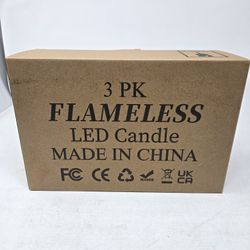 3 PK
FLAMELESS
LED Candle
MADE IN CHINA
FC CE UK
CA